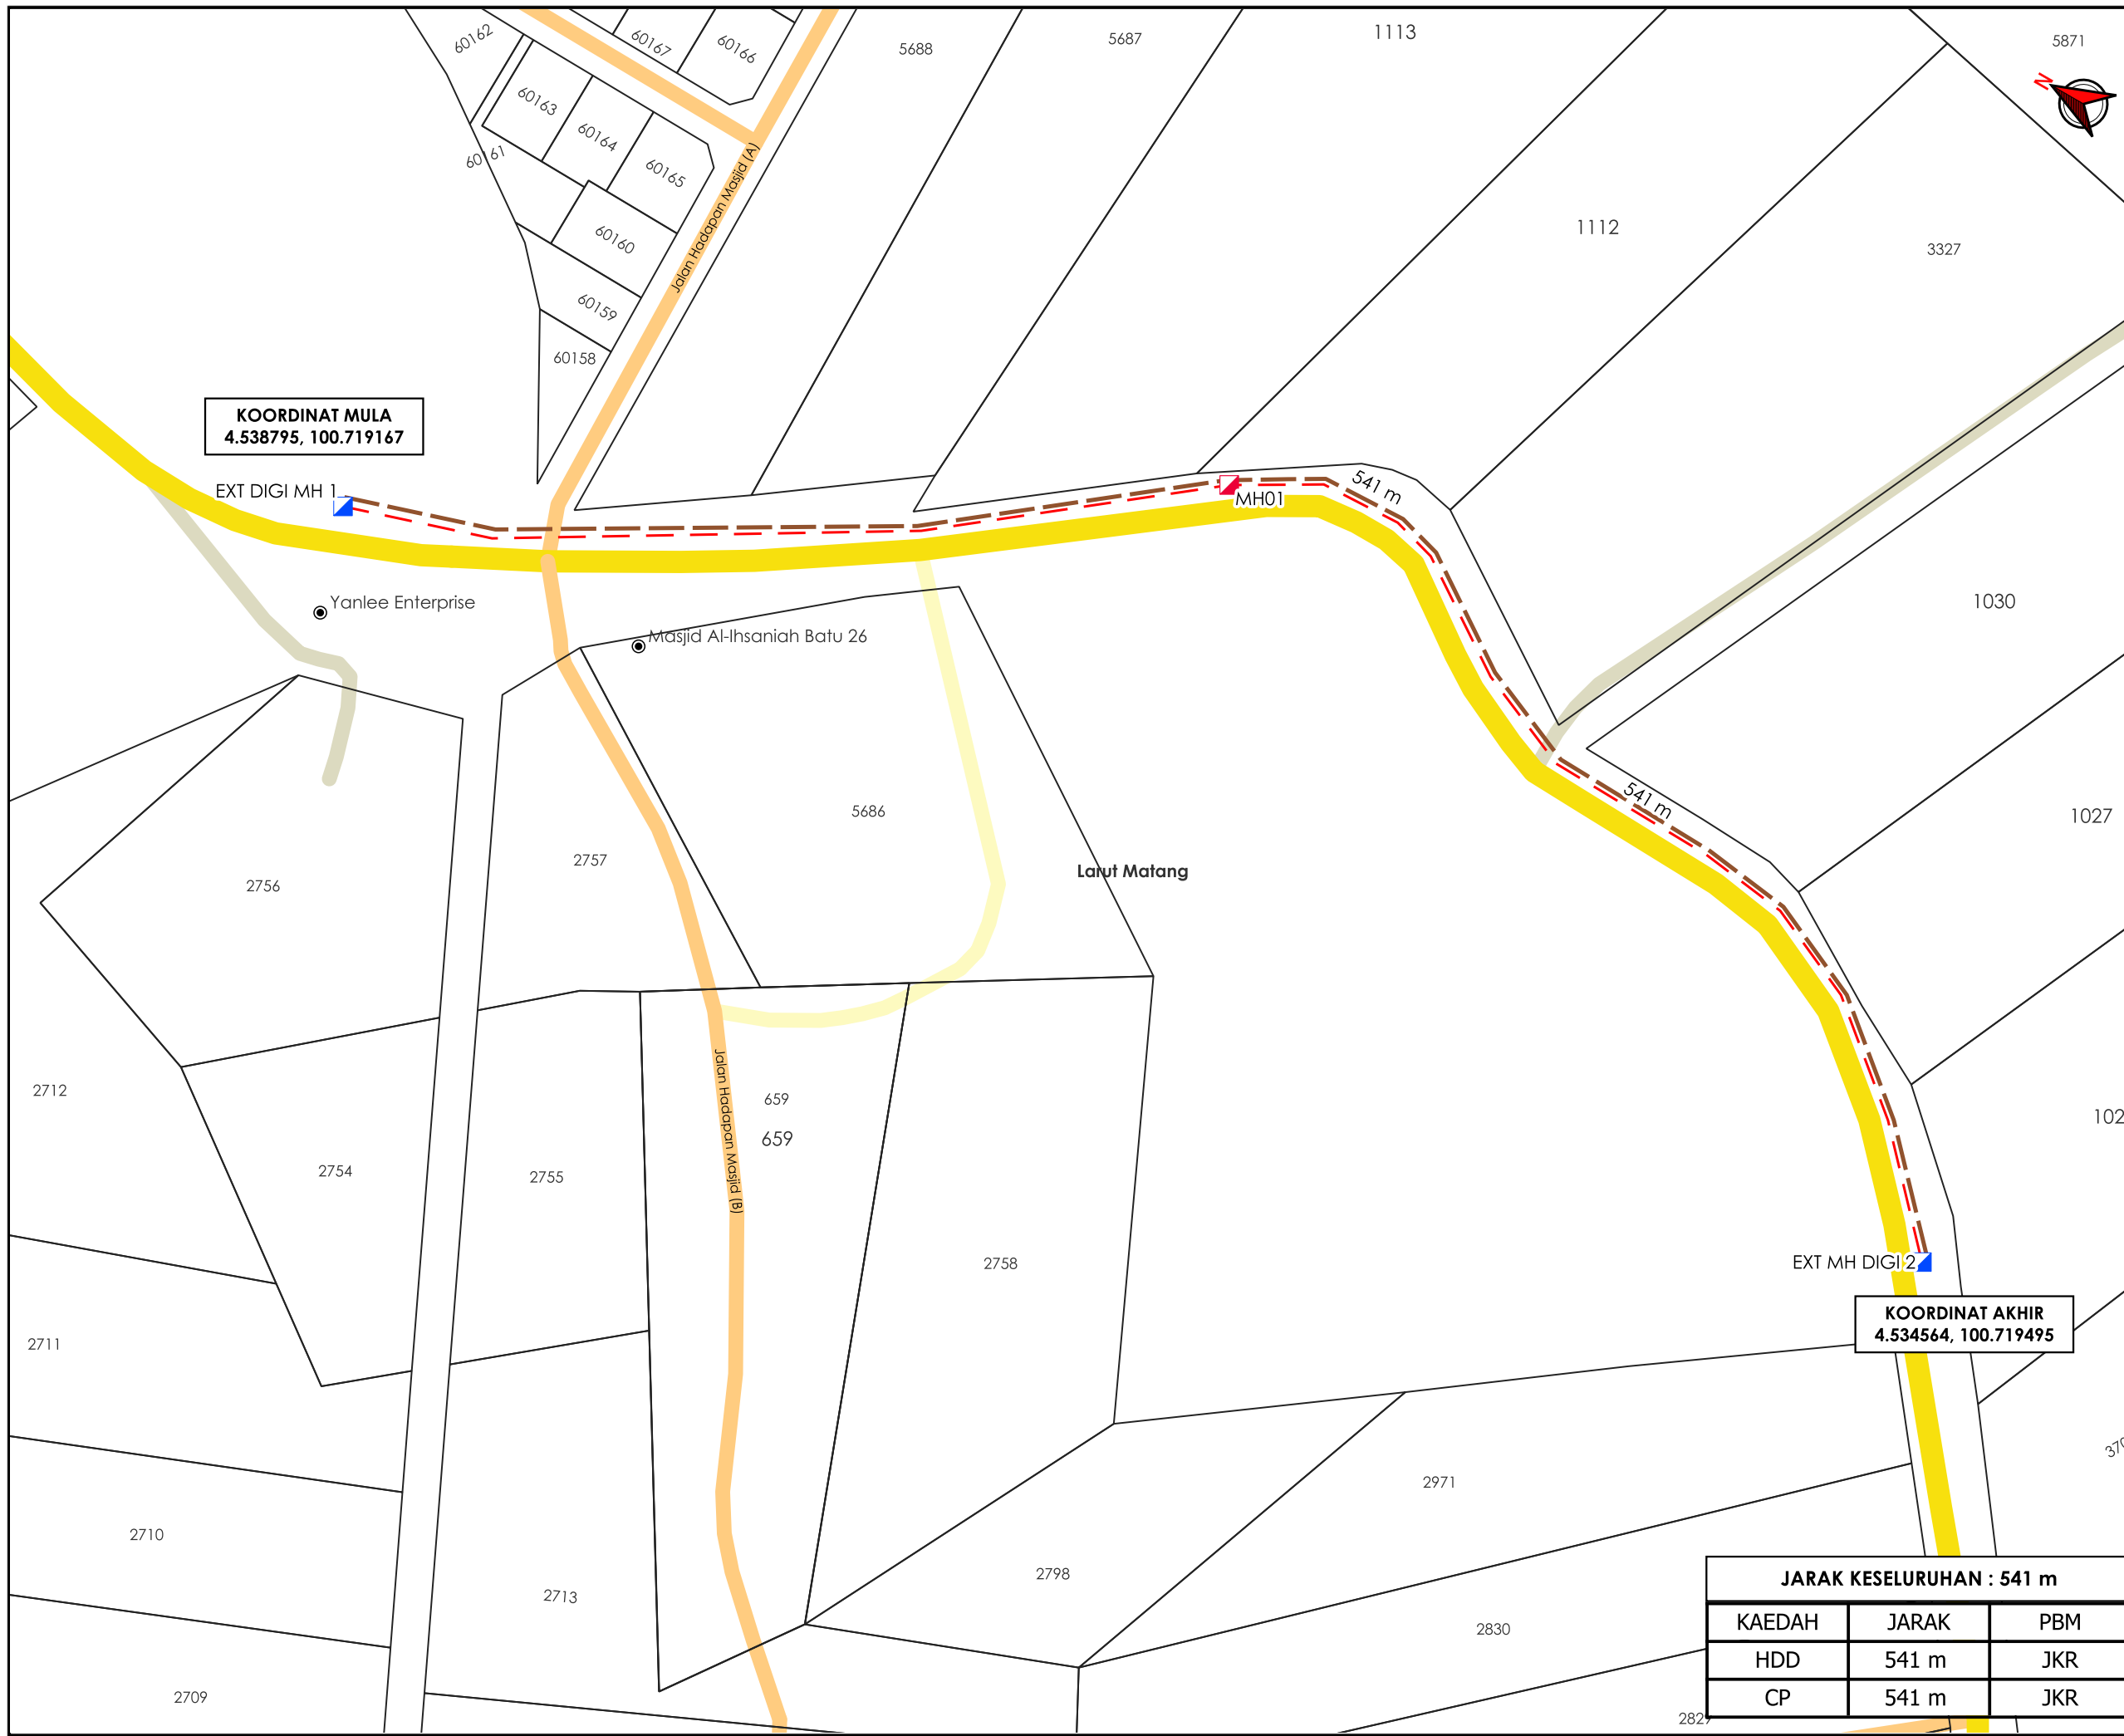 60162
60167
60166
5688
5687
1113
5871
N
60163
60164
60161
60165
Jalan Hadapan Masjid (A)
60160
1112
3327
60159
60158
KOORDINAT MULA
4.538795, 100.719167
EXT DIGI MH 1
541 m
MH01
Yanlee Enterprise
1030
Masjid Al-Ihsaniah Batu 26
541 m
5686
1027
2757
Larut Matang
2756
2712
659
102
Jalan Hadapan Masjid (B)
659
2754
2755
2758
EXT MH DIGI 2
KOORDINAT AKHIR
4.534564, 100.719495
2711
2971
2710
2798
2713
2830
2709
2829
JARAK KESELURUHAN : 541 m
KAEDAH JARAK PBM
HDD 541 m JKR
CP 541 m JKR